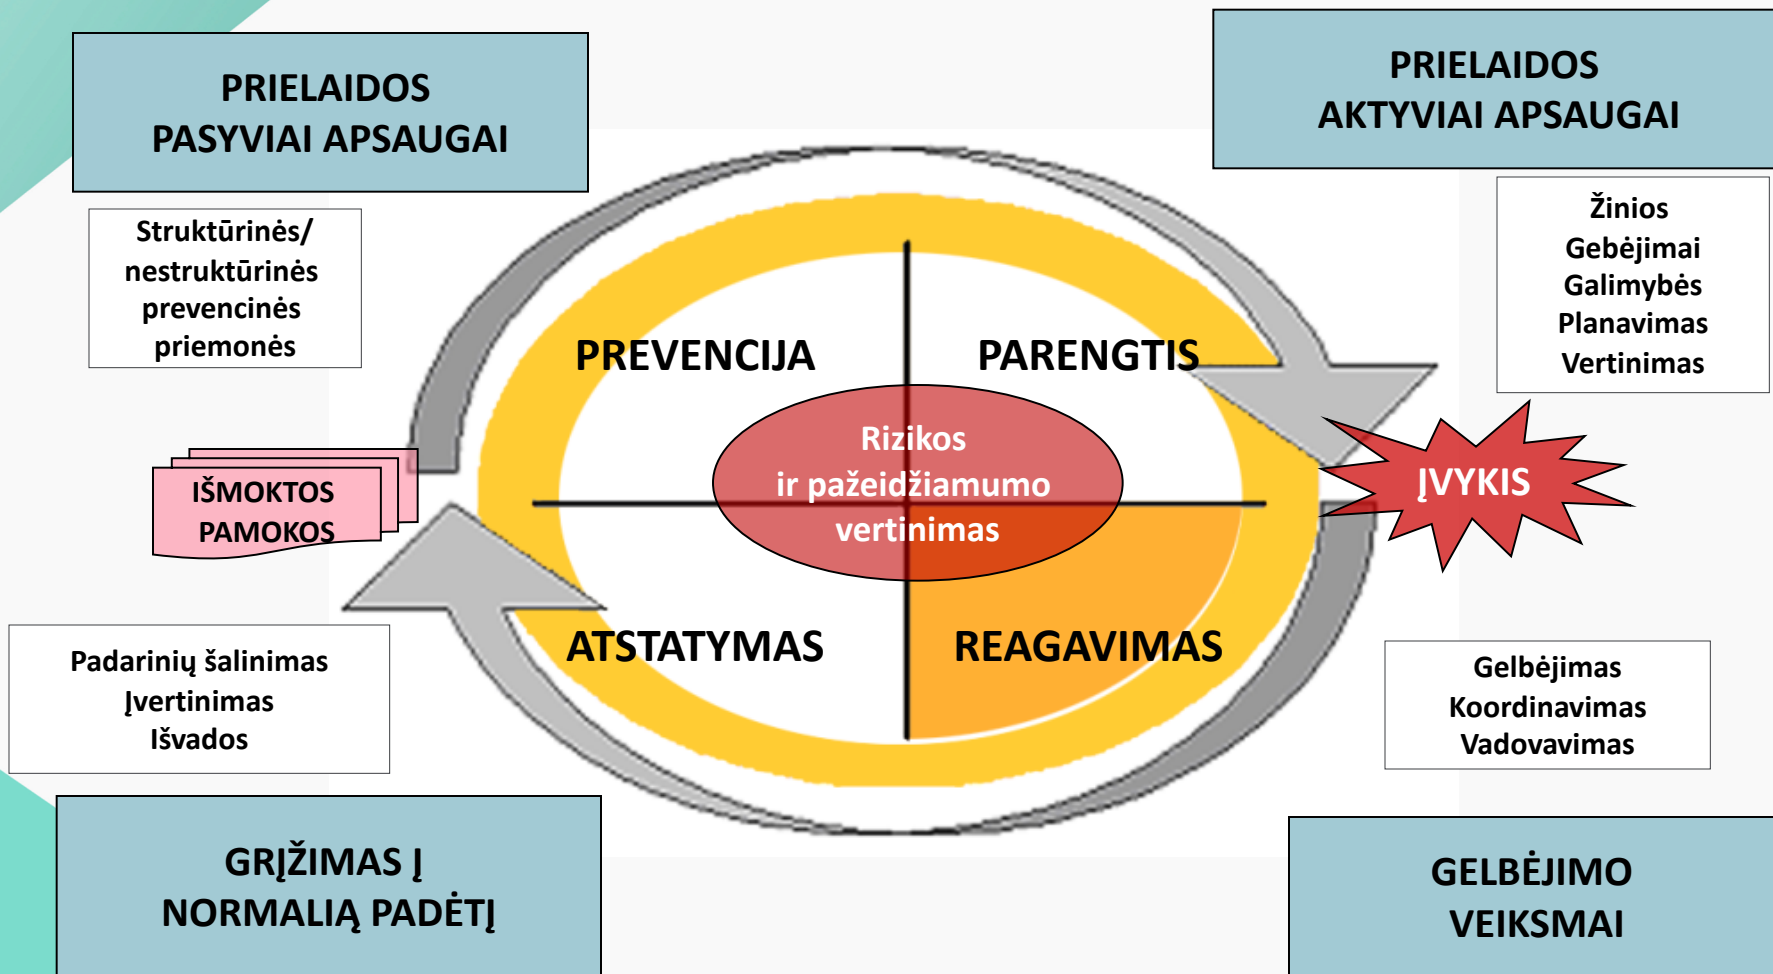 PRIELAIDOS
PASYVIAI APSAUGAI
PRIELAIDOS
AKTYVIAI APSAUGAI
Struktūrinės/
nestruktūrinės
prevencinės
priemonės
Žinios
Gebėjimai
Galimybės
Planavimas
Vertinimas
PREVENCIJA
PARENGTIS
Rizikos
ir pažeidžiamumo
vertinimas
IŠMOKTOS
PAMOKOS
ĮVYKIS
ATSTATYMAS
REAGAVIMAS
Padarinių šalinimas
Įvertinimas
Išvados
Gelbėjimas
Koordinavimas
Vadovavimas
GRĮŽIMAS Į
NORMALIĄ PADĖTĮ
GELBĖJIMO
VEIKSMAI